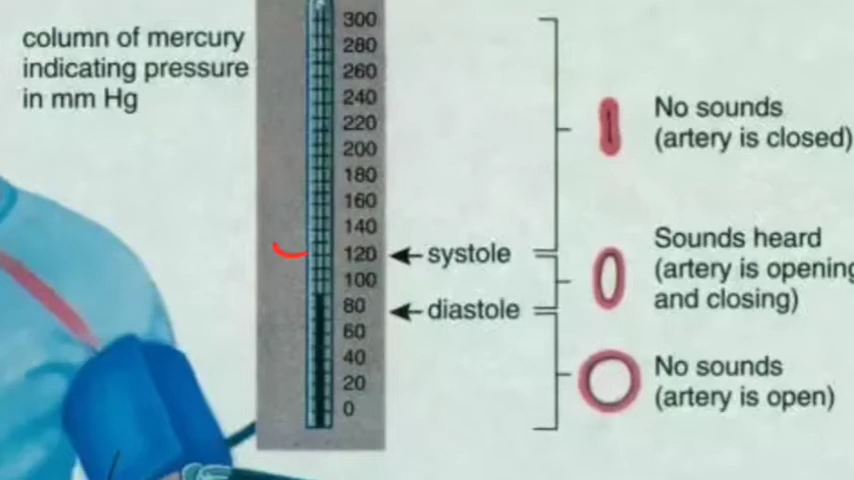 column of mercury
indicating pressure
in mm Hg
300
280
260
240
220
200
180
160
140
120
100
80
60
40
20
0
systole
diastole
No sounds
(artery is closed)
Sounds heard
(artery is opening
and closing)
No sounds
(artery is open)